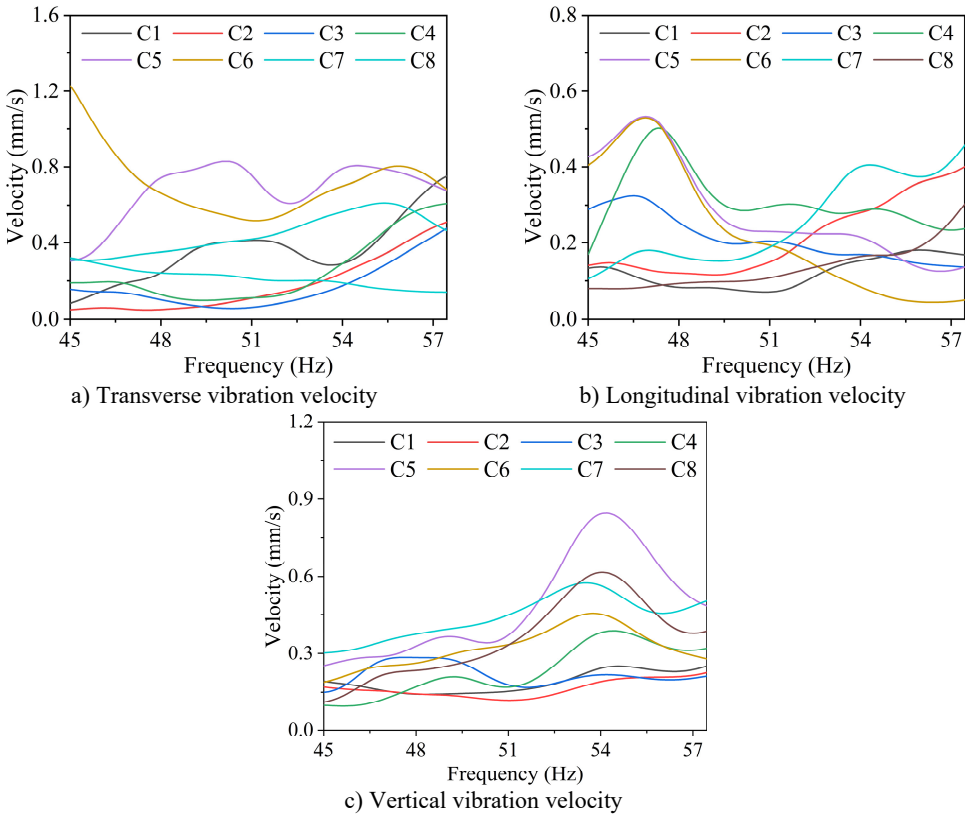 1.6
C1 C2 C3 C4
C5 C6 C7 C8
1.2
0.8
0.4
0.0
Velocity (mm/s)
45 48 51 54 57
Frequency (Hz)
a) Transverse vibration velocity
0.8
C1 C2 C3 C4
C5 C6 C7 C8
0.6
0.4
0.2
0.0
Velocity (mm/s)
45 48 51 54 57
Frequency (Hz)
b) Longitudinal vibration velocity
1.2
C1 C2 C3 C4
C5 C6 C7 C8
0.9
0.6
0.3
0.0
Velocity (mm/s)
45 48 51 54 57
Frequency (Hz)
c) Vertical vibration velocity